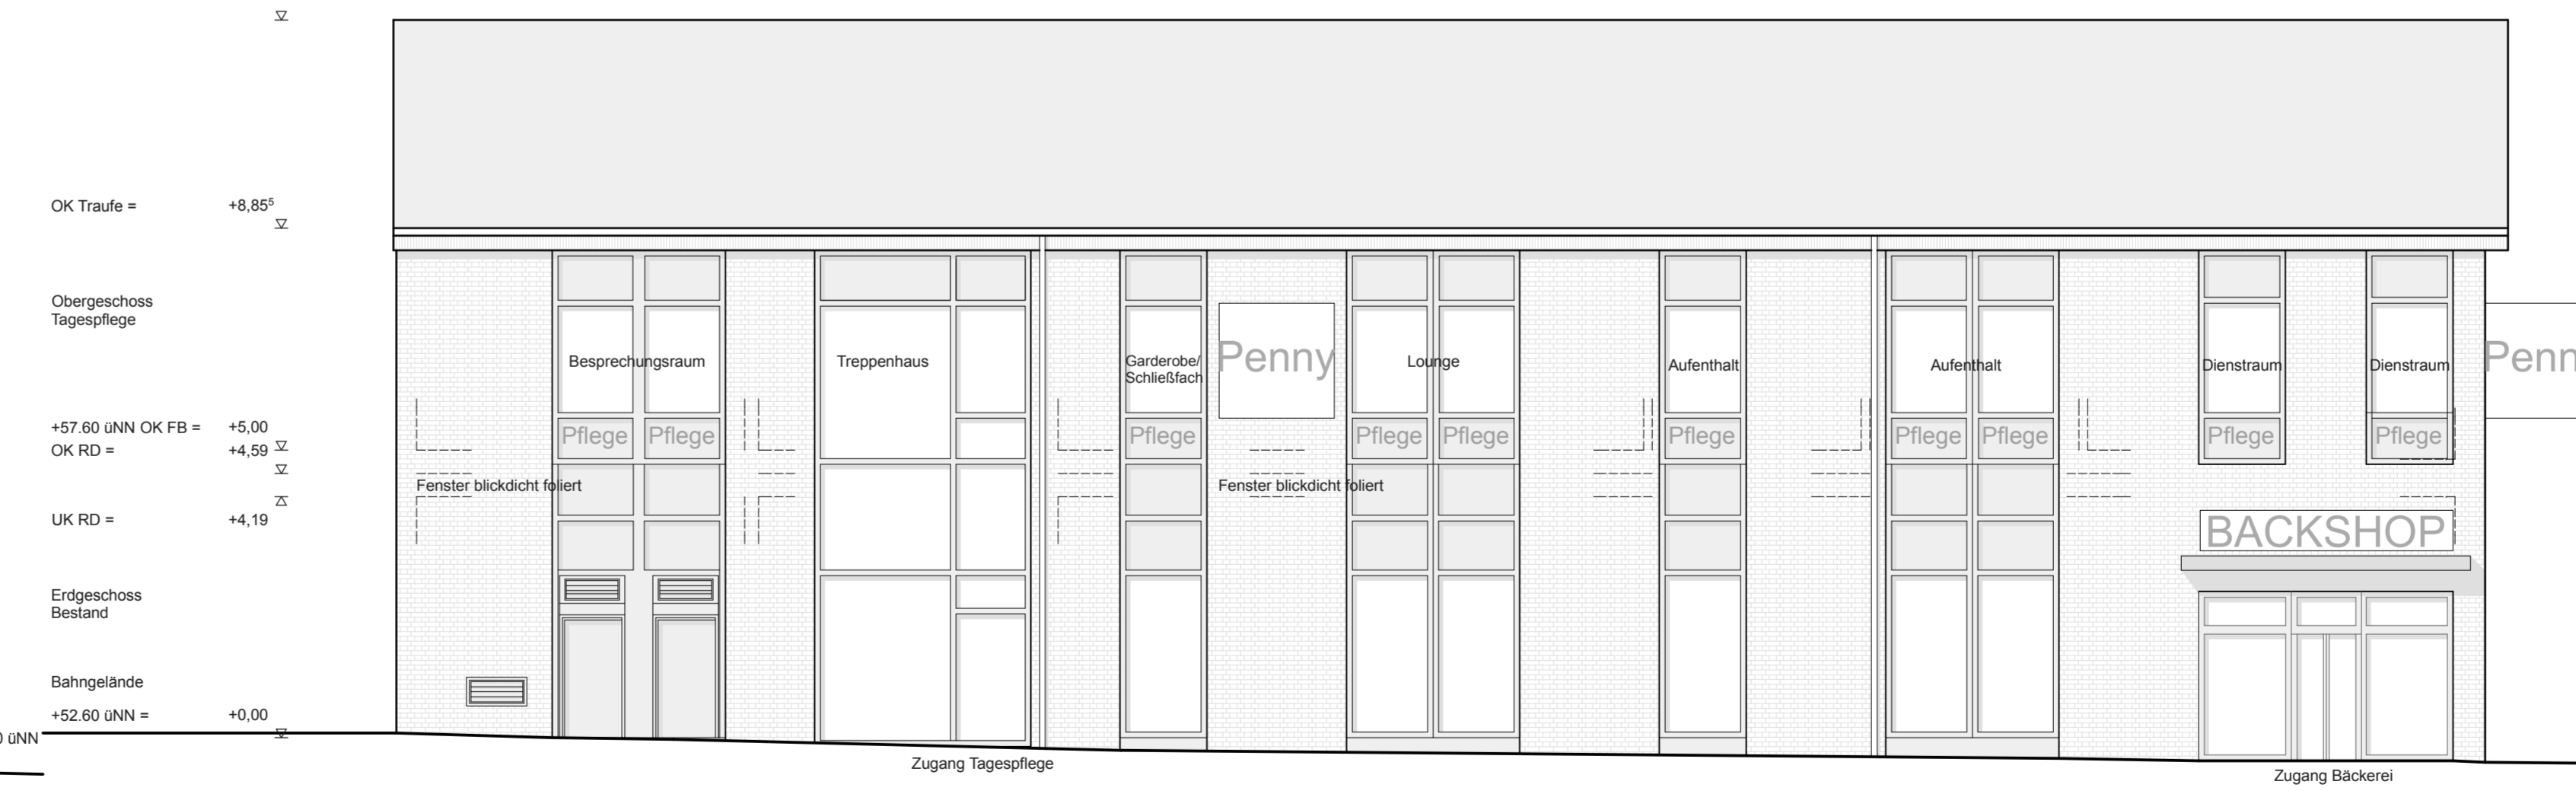 OK Traufe = +8,85⁵
Obergeschoss
Tagespflege
Besprechungsraum
Treppenhaus
Garderobe/
Schließfach
Penny
Lounge
Aufenthalt
Aufenthalt
Dienstraum
Dienstraum
Penn
+57.60 üNN OK FB = +5,00
OK RD = +4,59
Pflege Pflege Pflege Pflege Pflege Pflege Pflege Pflege Pflege Pflege
Fenster blickdicht foliert
Fenster blickdicht foliert
UK RD = +4,19
BACKSHOP
Erdgeschoss
Bestand
Bahngelände
+52.60 üNN = +0,00
0 üNN
Zugang Tagespflege
Zugang Bäckerei